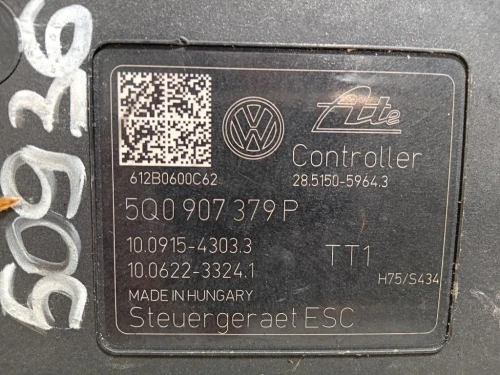 50936
Ate
612B0600C62
Controller
28.5150-5964.3
5Q0 907 379 P
10.0915-4303.3
TT1
10.0622-3324.1
H75/S434
MADE IN HUNGARY
Steuergeraet ESC